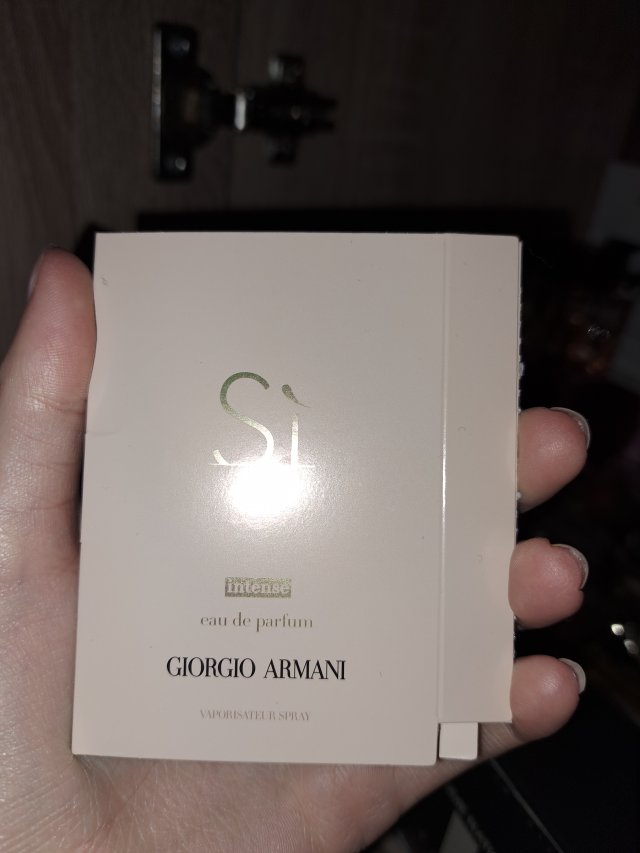 Sì
intense
eau de parfum
GIORGIO ARMANI
VAPORISATEUR SPRAY